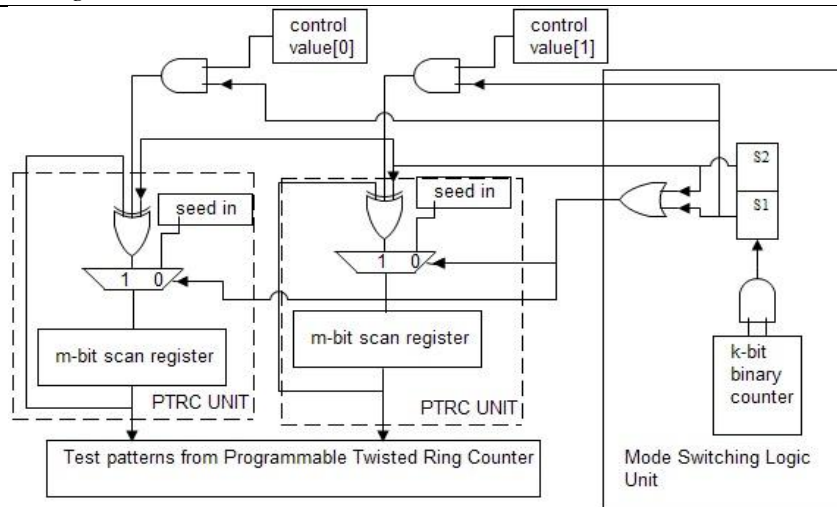 control
value[0]
control
value[1]
S2
S1
seed in
seed in
1 0
1 0
m-bit scan register
m-bit scan register
k-bit
binary
counter
PTRC UNIT
PTRC UNIT
Test patterns from Programmable Twisted Ring Counter
Mode Switching Logic
Unit